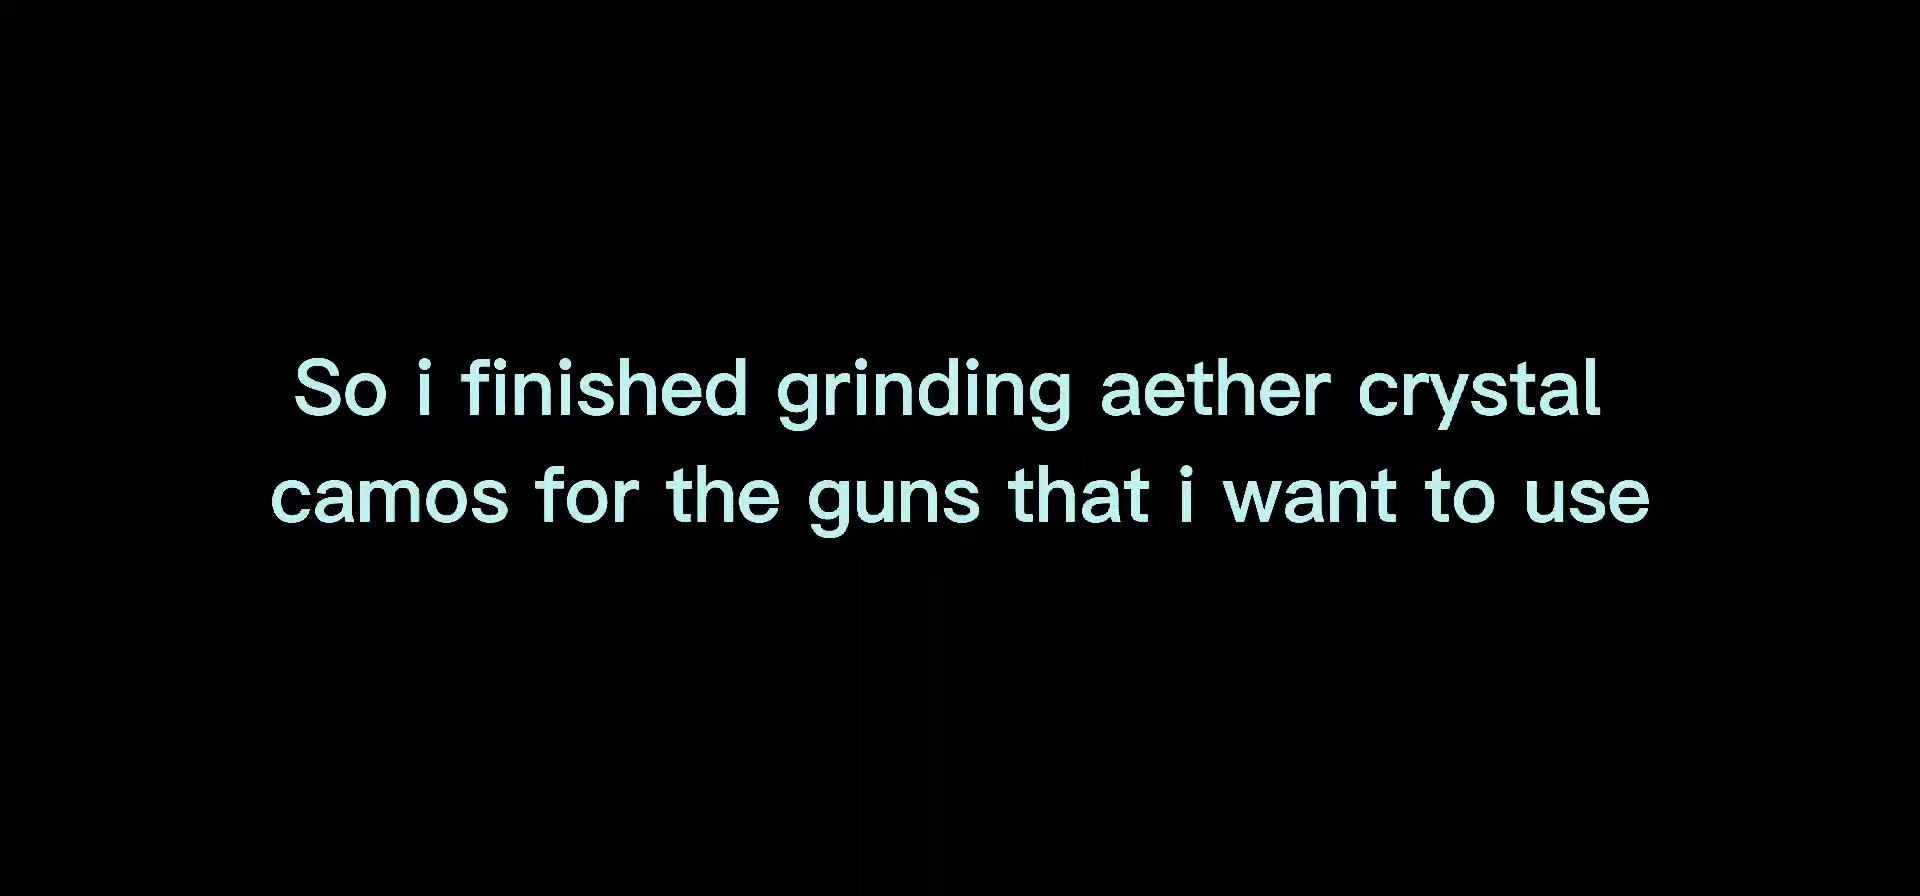 So i finished grinding aether crystal
camos for the guns that i want to use